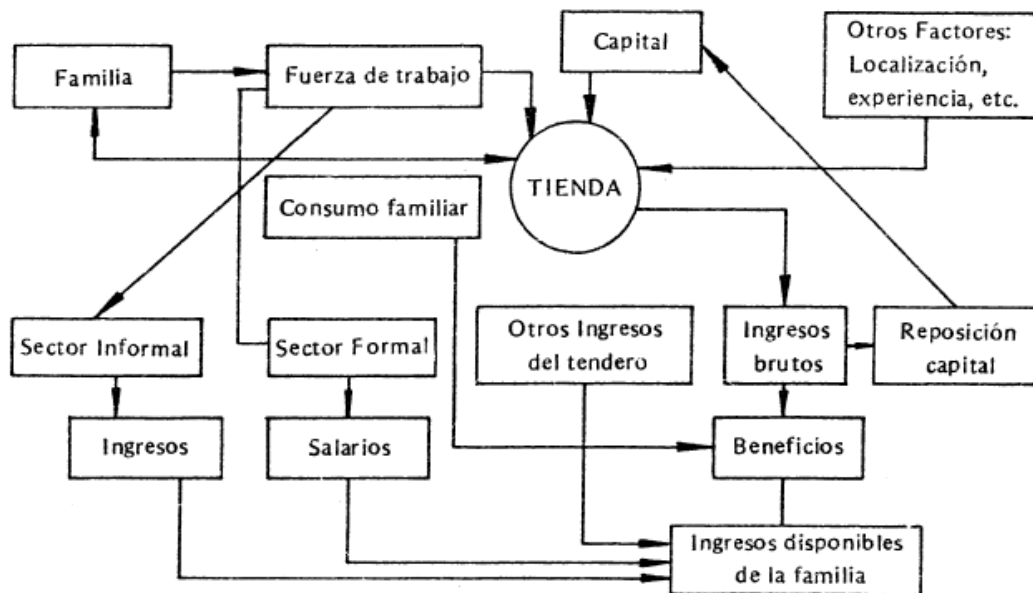 Familia
Fuerza de trabajo
Capital
Otros Factores:
Localización,
experiencia, etc.
TIENDA
Consumo familiar
Sector Informal
Sector Formal
Otros Ingresos
del tendero
Ingresos
brutos
Reposición
capital
Ingresos
Salarios
Beneficios
Ingresos disponibles
de la familia